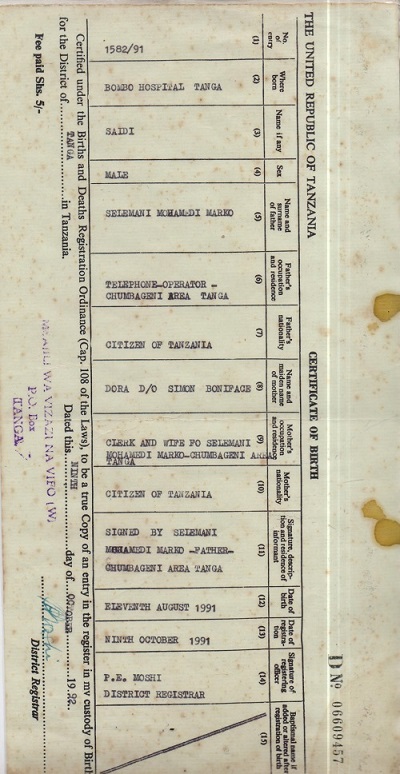 THE UNITED REPUBLIC OF TANZANIA
CERTIFICATE OF BIRTH
D Nº 06609457
No. of entry
(1)
1582/91
Where born
(2)
BOMBO HOSPITAL TANGA
Name if any
(3)
SAIDI
Sex
(4)
MALE
Name and surname of father
(5)
SELEMANI MOHAMEDI MARKO
Father's occupation and residence
(6)
TELEPHONE-OPERATOR -
CHUMBAGENI AREA TANGA
Father's nationality
(7)
CITIZEN OF TANZANIA
Name and maiden name of mother
(8)
DORA D/O SIMON BONIFACE
Mother's occupation and residence
(9)
CLERK AND WIFE FO SELEMANI
MOHAMEDI MARKO-CHUMBAGENI AREA
TANGA
Mother's nationality
(10)
CITIZEN OF TANZANIA
Signature, descrip-
tion and residence of
informant
(11)
SIGNED BY SELEMANI
MOHAMEDI MARKO -FATHER-
CHUMBAGENI AREA TANGA
Date of birth
(12)
ELEVENTH AUGUST 1991
Date of registra-
tion
(13)
NINTH OCTOBER 1991
Signature of registering officer
(14)
P.E. MOSHI
DISTRICT REGISTRAR
Baptismal name if added or altered after registration of birth
(15)
Certified under the Births and Deaths Registration Ordinance (Cap. 108 of the Laws), to be a true Copy of an entry in the register in my custody of Birth
for the District of TANGA in Tanzania. Dated this NINTH day of OCTOBER 19 92.
Fee paid Shs. 5/-
WA VIZAZI NA VIFO (W)
P.O. Box
TANGA
District Registrar